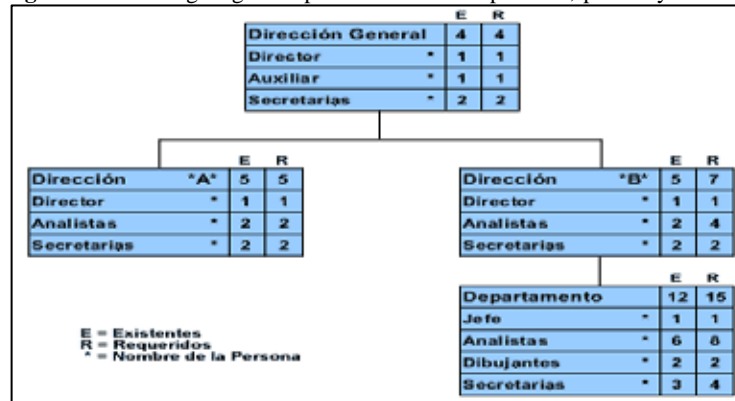 E R
Dirección General 4 4
Director * 1 1
Auxiliar * 1 1
Secretarias * 2 2
E R
Dirección "A" 5 5
Director * 1 1
Analistas * 2 2
Secretarias * 2 2
E R
Dirección "B" 5 7
Director * 1 1
Analistas * 2 4
Secretarias * 2 2
E R
Departamento 12 15
Jefe * 1 1
Analistas * 6 8
Dibujantes * 2 2
Secretarias * 3 4
E = Existentes
R = Requeridos
* = Nombre de la Persona